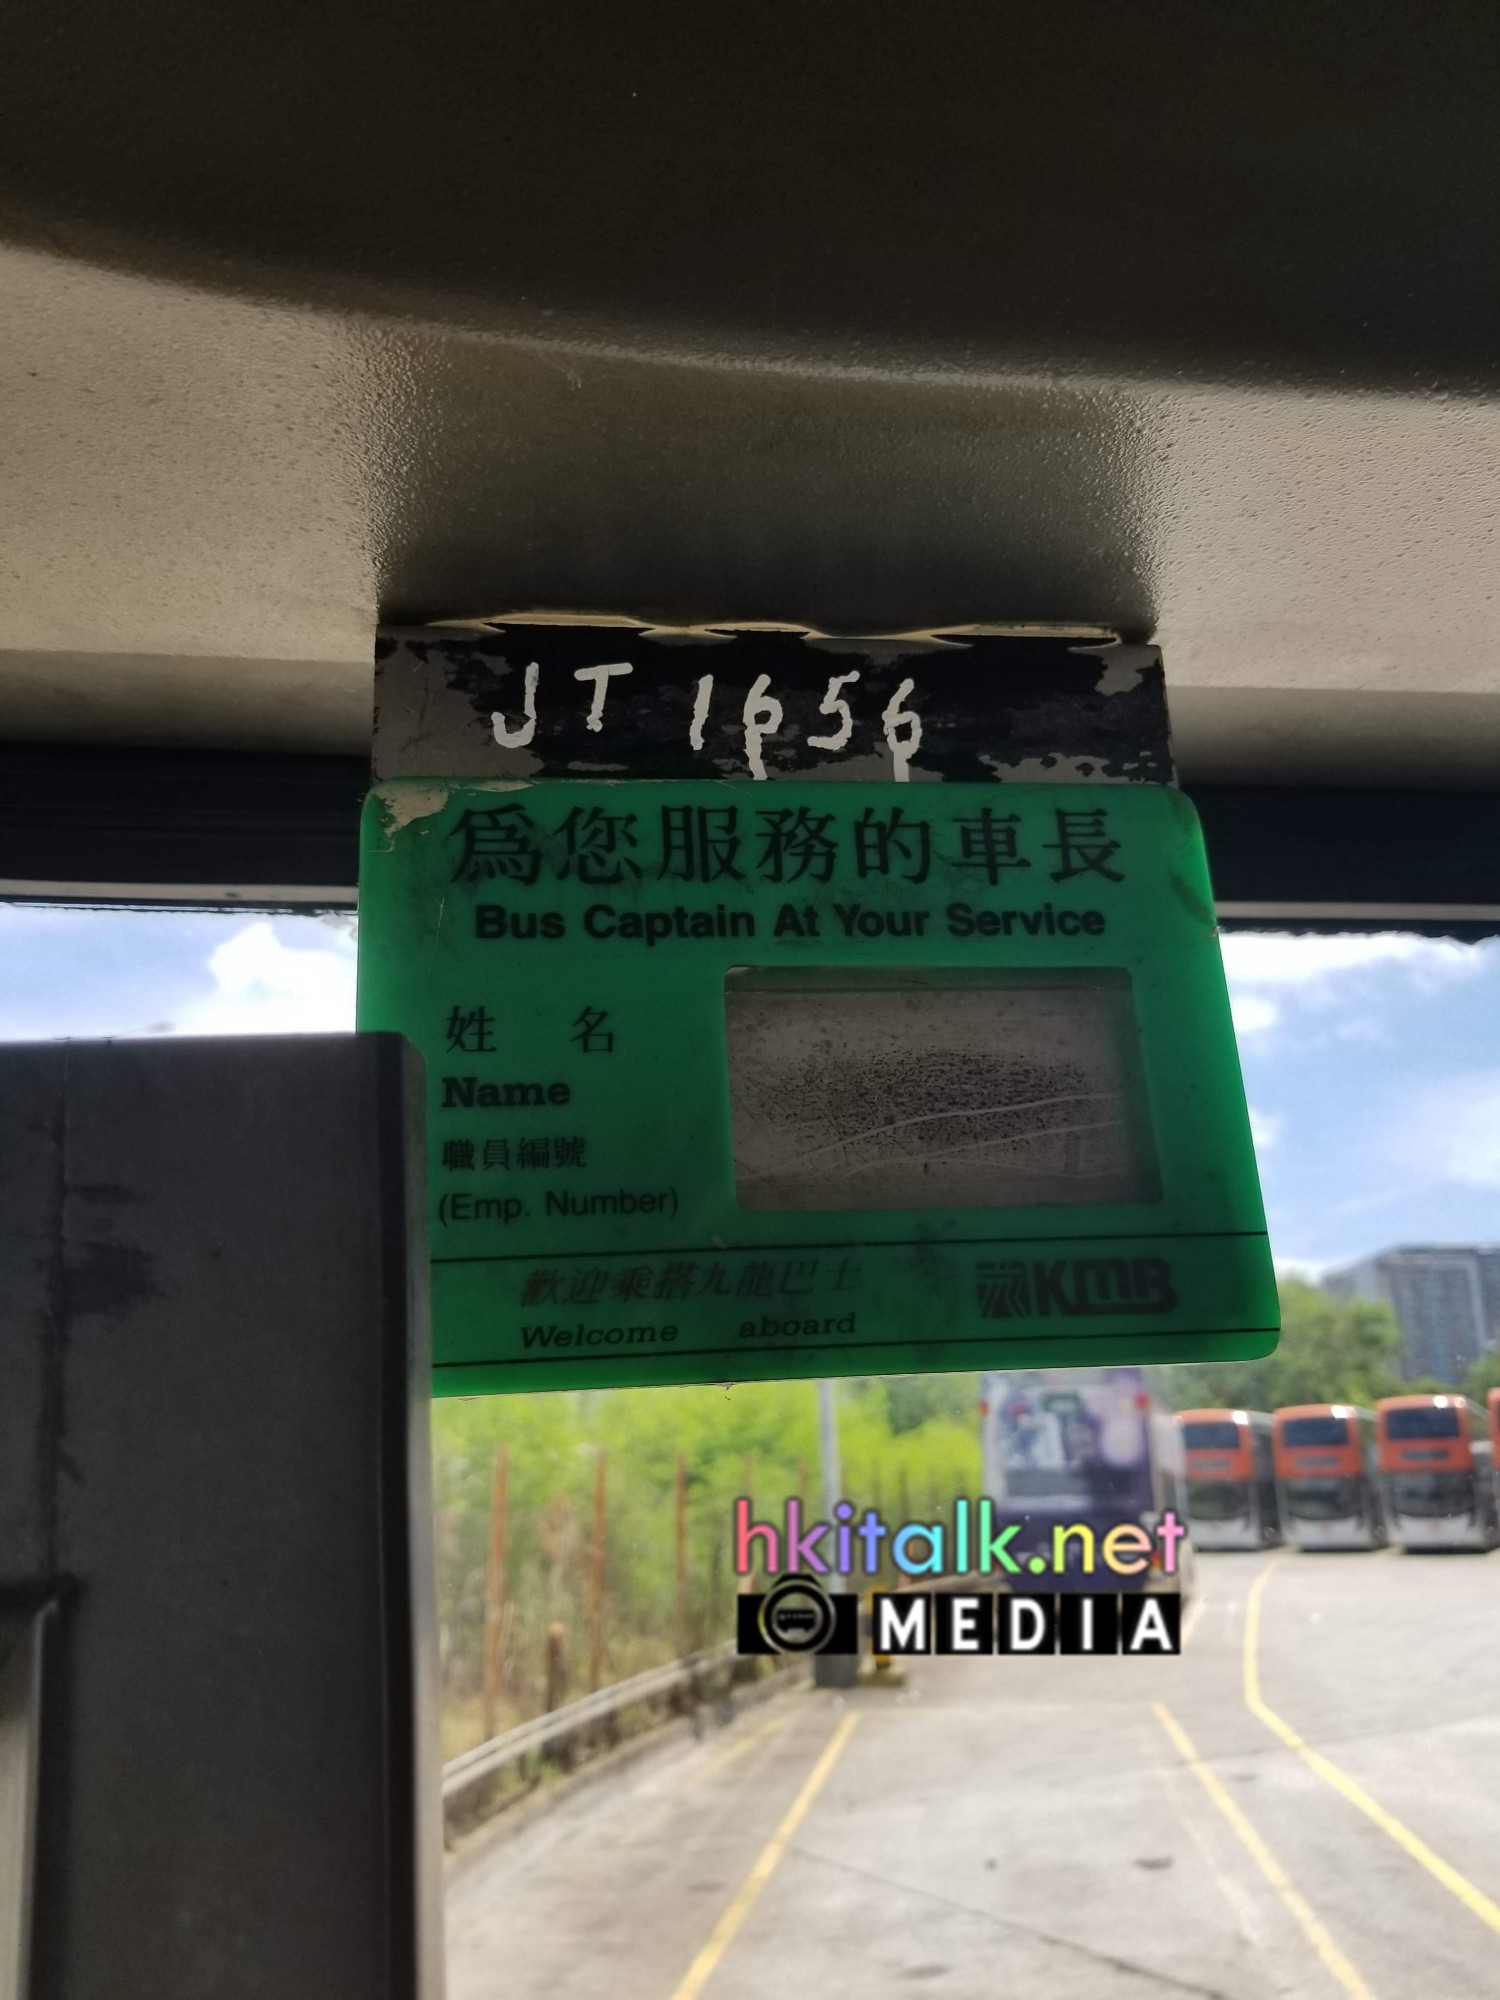 JT 1656
為您服務的車長
Bus Captain At Your Service
姓 名
Name
職員編號
(Emp. Number)
歡迎乘搭九龍巴士
Welcome aboard
KMB
hkitalk.net
MEDIA